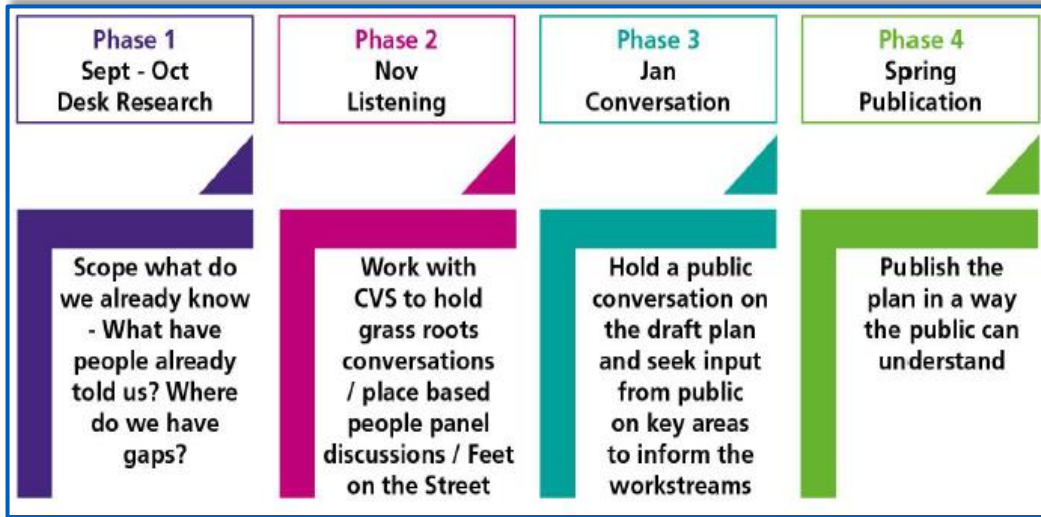 Phase 1
Sept - Oct
Desk Research
Phase 2
Nov
Listening
Phase 3
Jan
Conversation
Phase 4
Spring
Publication
Scope what do
we already know
- What have
people already
told us? Where
do we have
gaps?
Work with
CVS to hold
grass roots
conversations
/ place based
people panel
discussions / Feet
on the Street
Hold a public
conversation on
the draft plan
and seek input
from public
on key areas
to inform the
workstreams
Publish the
plan in a way
the public can
understand